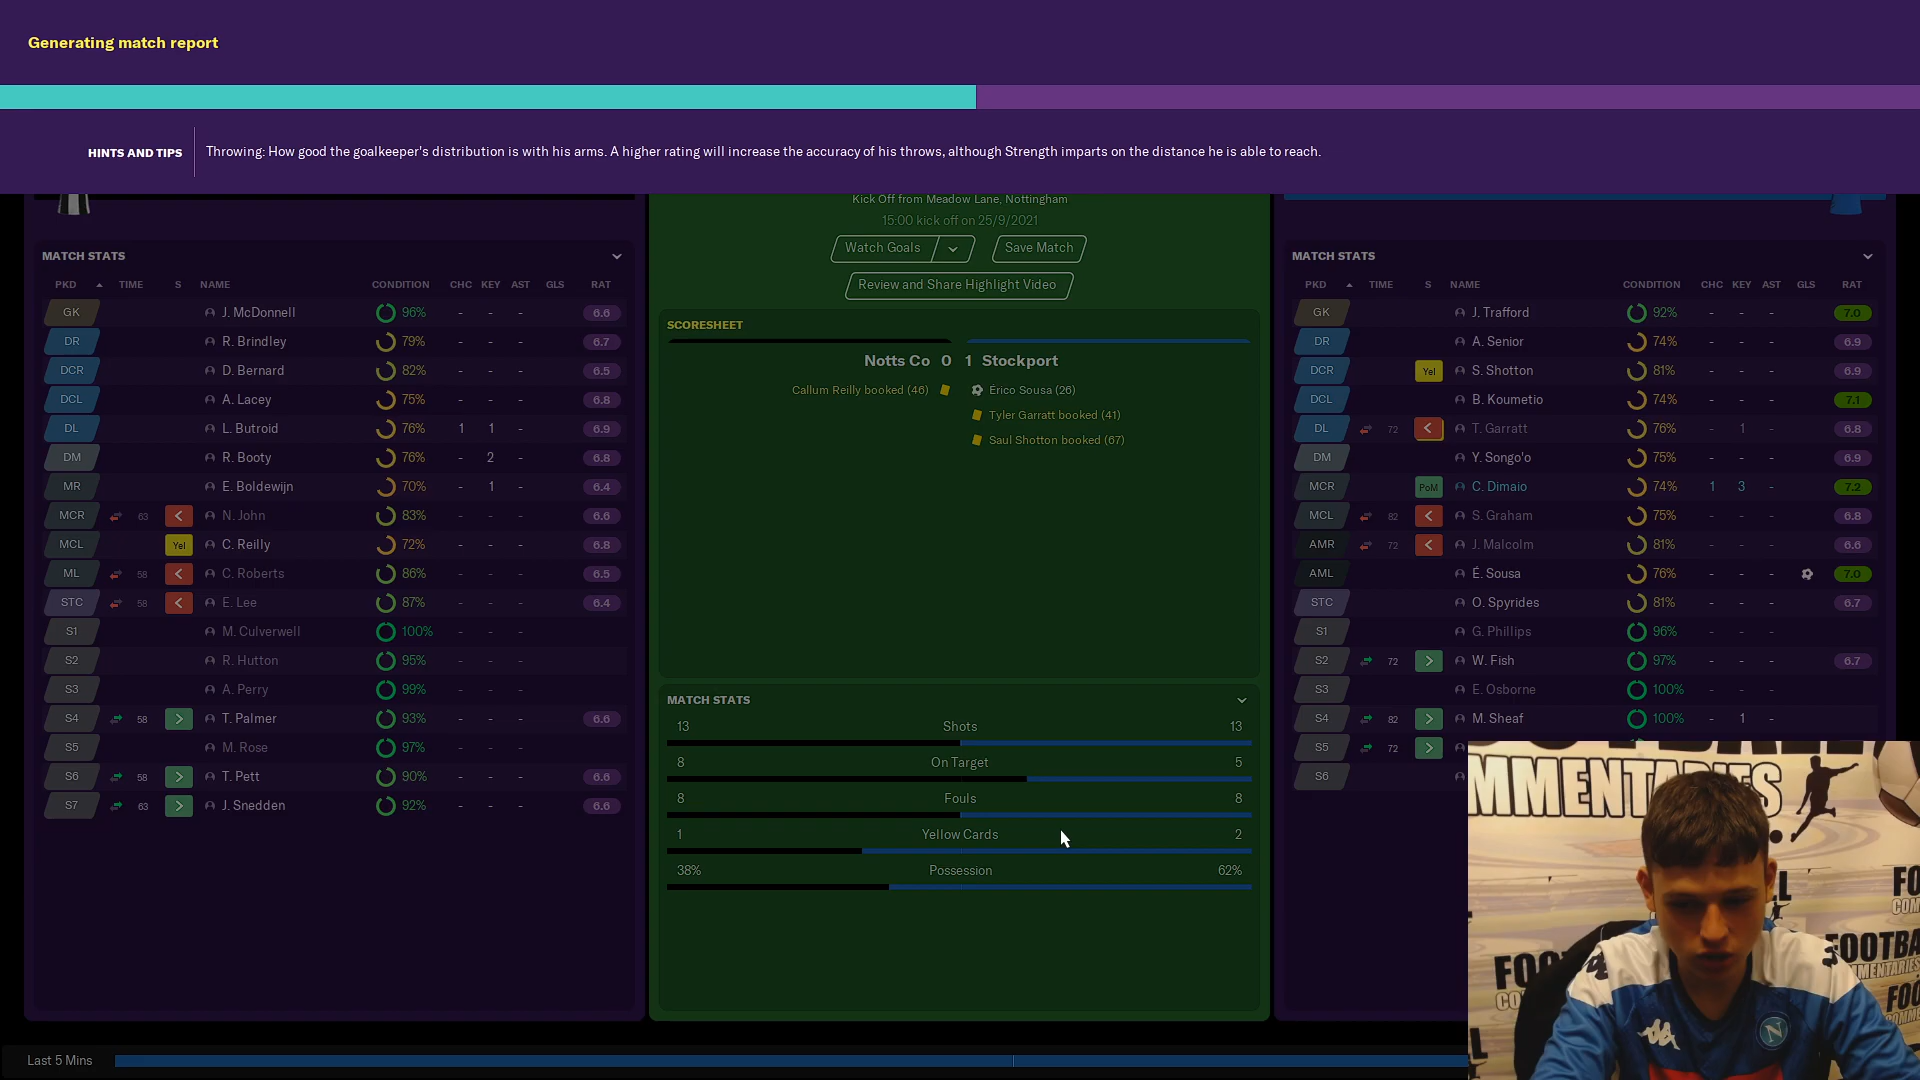 Generating match report
HINTS AND TIPS
Throwing: How good the goalkeeper's distribution is with his arms. A higher rating will increase the accuracy of his throws, although Strength imparts on the distance he is able to reach.
Kick Off from Meadow Lane, Nottingham
15:00 kick off on 25/9/2021
Watch Goals
Save Match
Review and Share Highlight Video
MATCH STATS
PKD TIME S NAME CONDITION CHC KEY AST GLS RAT
GK J. McDonnell 96% - - - 6.6
DR R. Brindley 79% - - - 6.7
DCR D. Bernard 82% - - - 6.5
DCL A. Lacey 75% - - - 6.8
DL L. Butroid 76% 1 1 - 6.9
DM R. Booty 76% - 2 - 6.8
MR E. Boldewijn 70% - 1 - 6.4
MCR 63 N. John 83% - - - 6.6
MCL Yel C. Reilly 72% - - - 6.8
ML 58 C. Roberts 86% - - - 6.5
STC 58 E. Lee 87% - - - 6.4
S1 M. Culverwell 100% - - -
S2 R. Hutton 95% - - -
S3 A. Perry 99% - - -
S4 58 T. Palmer 93% - - - 6.6
S5 M. Rose 97% - - -
S6 58 T. Pett 90% - - - 6.6
S7 63 J. Snedden 92% - - - 6.6
SCORESHEET
Notts Co 0 1 Stockport
Callum Reilly booked (46)
Érico Sousa (26)
Tyler Garratt booked (41)
Saul Shotton booked (67)
MATCH STATS
13 Shots 13
8 On Target 5
8 Fouls 8
1 Yellow Cards 2
38% Possession 62%
MATCH STATS
PKD TIME S NAME CONDITION CHC KEY AST GLS RAT
GK J. Trafford 92% - - - 7.0
DR A. Senior 74% - - - 6.9
DCR Yel S. Shotton 81% - - - 6.9
DCL B. Koumetio 74% - - - 7.1
DL 72 T. Garratt 76% - 1 - 6.8
DM Y. Songo'o 75% - - - 6.9
MCR PoM C. Dimaio 74% 1 3 - 7.2
MCL 82 S. Graham 75% - - - 6.8
AMR 72 J. Malcolm 81% - - - 6.6
AML É. Sousa 76% - - - 7.0
STC O. Spyrides 81% - - - 6.7
S1 G. Phillips 96% - - -
S2 72 W. Fish 97% - - - 6.7
S3 E. Osborne 100% - - -
S4 82 M. Sheaf 100% - 1 -
S5 72
S6
Last 5 Mins